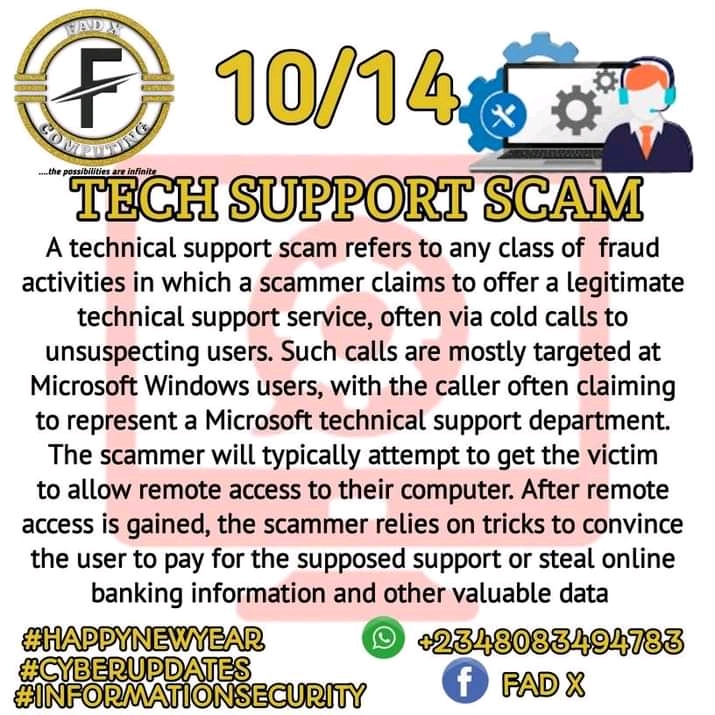 FAD X
F
COMPUTING
....the possibilities are infinite
10/14
TECH SUPPORT SCAM
A technical support scam refers to any class of fraud
activities in which a scammer claims to offer a legitimate
technical support service, often via cold calls to
unsuspecting users. Such calls are mostly targeted at
Microsoft Windows users, with the caller often claiming
to represent a Microsoft technical support department.
The scammer will typically attempt to get the victim
to allow remote access to their computer. After remote
access is gained, the scammer relies on tricks to convince
the user to pay for the supposed support or steal online
banking information and other valuable data
#HAPPYNEWYEAR
#CYBERUPDATES
#INFORMATIONSECURITY
+2348083494783
f FAD X